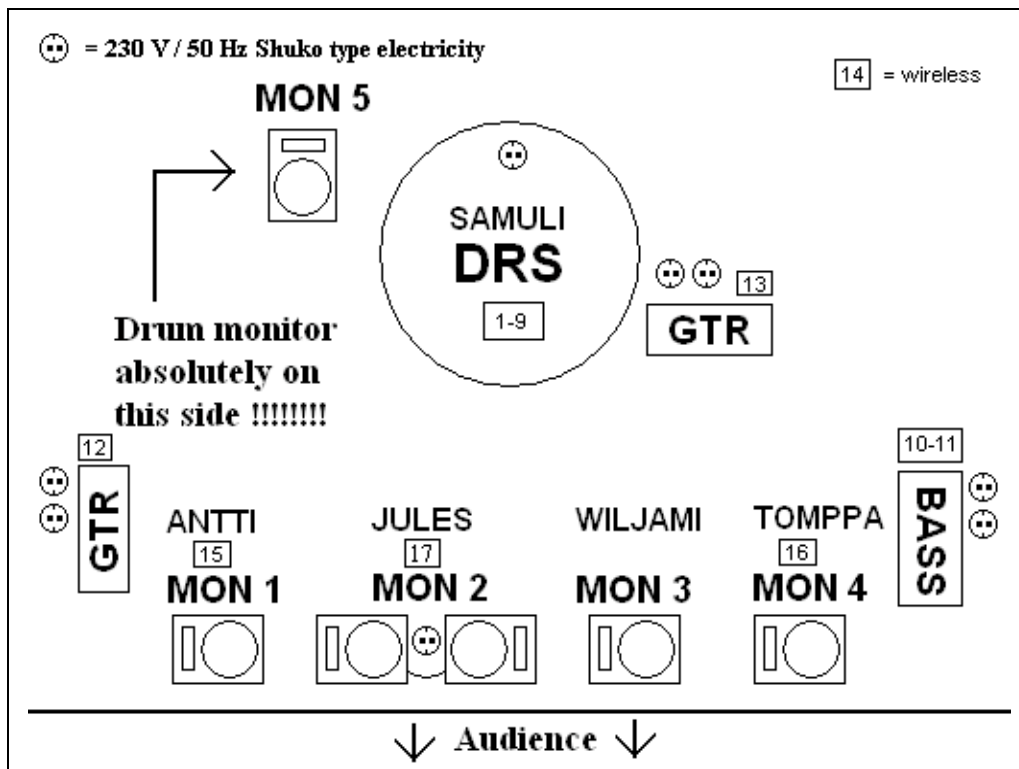 = 230 V / 50 Hz Shuko type electricity
14 = wireless
MON 5
SAMULI
DRS
1-9
13
GTR
Drum monitor
absolutely on
this side !!!!!!!!
12
GTR
10-11
BASS
ANTTI
JULES
WILJAMI
TOMPPA
15
17
16
MON 1
MON 2
MON 3
MON 4
Audience